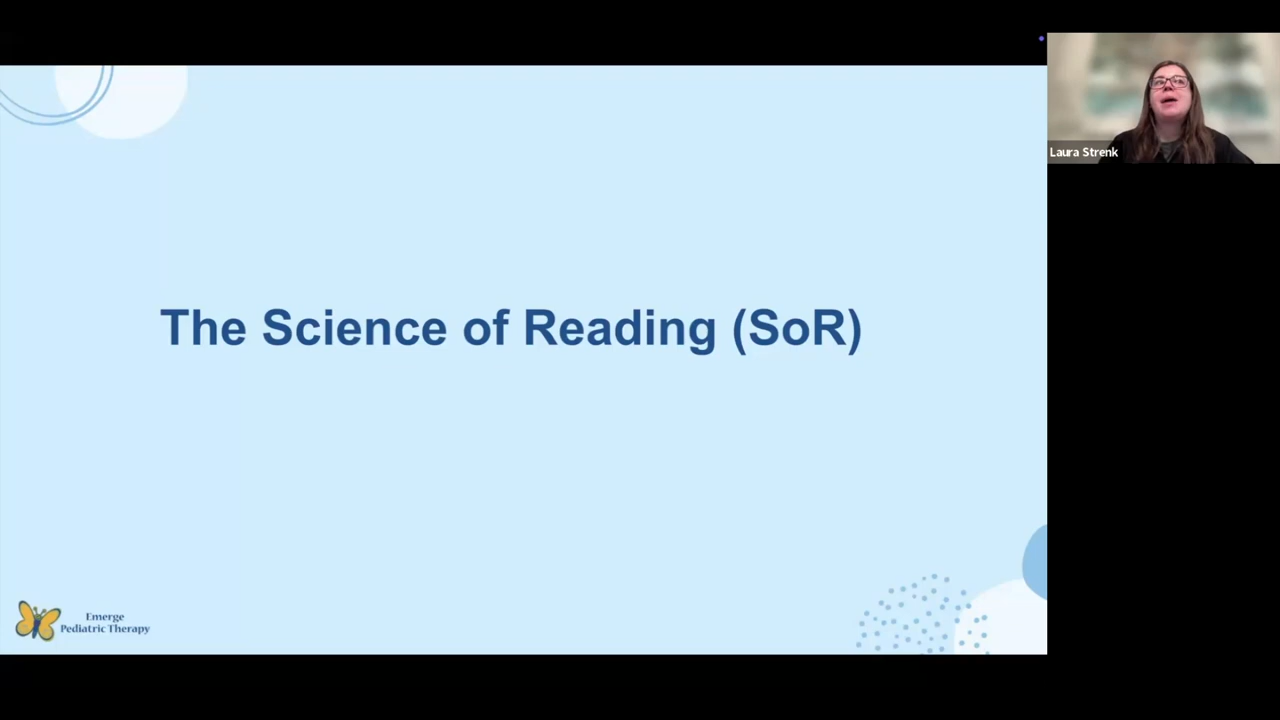 The Science of Reading (SoR)
Laura Strenk
Emerge
Pediatric Therapy